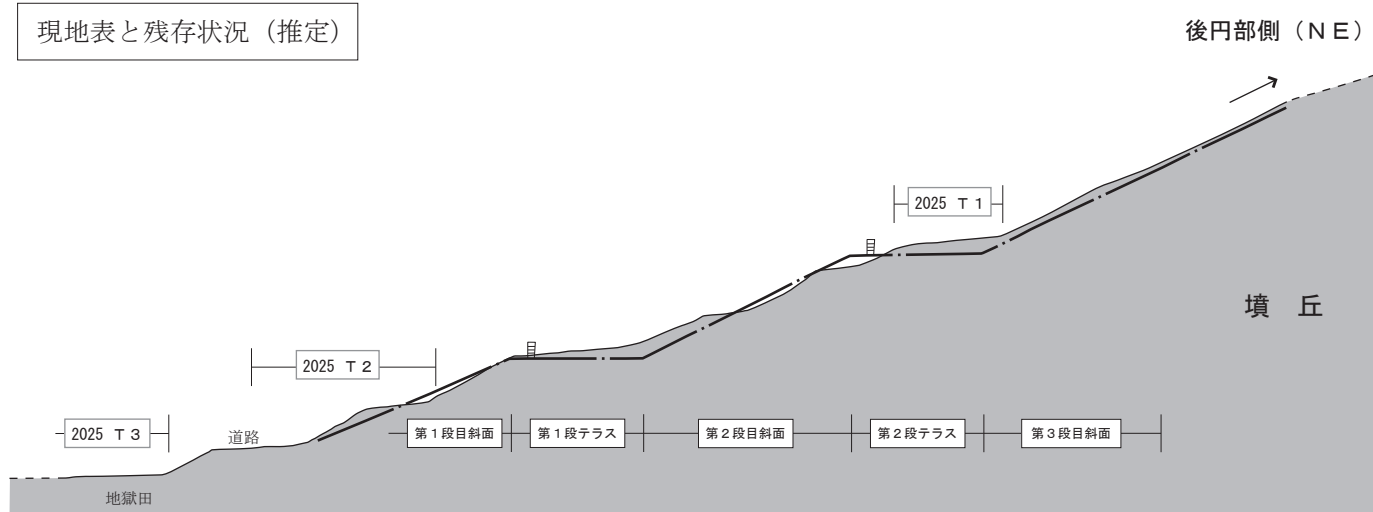 現地表と残存状況（推定）
後円部側（ＮＥ）
2025 Ｔ１
墳 丘
2025 Ｔ２
2025 Ｔ３
道路
第１段目斜面
第１段テラス
第２段目斜面
第２段テラス
第３段目斜面
地獄田